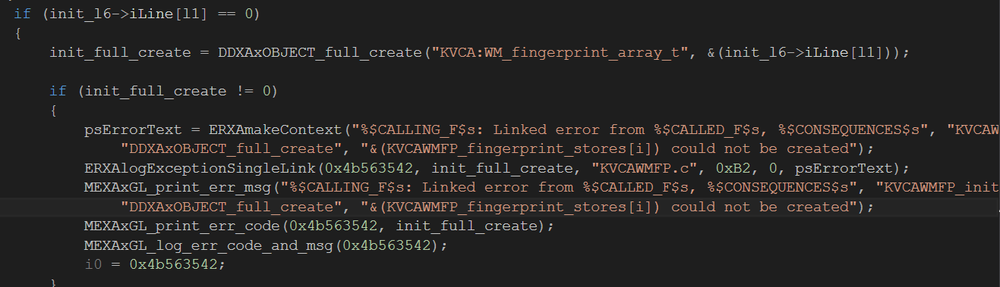 if (init_l6->iLine[l1] == 0)
{
init_full_create = DDXAxOBJECT_full_create("KVCA:WM_fingerprint_array_t", &(init_l6->iLine[l1]));
if (init_full_create != 0)
{
psErrorText = ERXAmakeContext("%$CALLING_F$s: Linked error from %$CALLED_F$s, %$CONSEQUENCES$s", "KVCAW
"DDXAxOBJECT_full_create", "&(KVCAWMFP_fingerprint_stores[i]) could not be created");
ERXAlogExceptionSingleLink(0x4b563542, init_full_create, "KVCAWMFP.c", 0xB2, 0, psErrorText);
MEXAxGL_print_err_msg("%$CALLING_F$s: Linked error from %$CALLED_F$s, %$CONSEQUENCES$s", "KVCAWMFP_init
"DDXAxOBJECT_full_create", "&(KVCAWMFP_fingerprint_stores[i]) could not be created");
MEXAxGL_print_err_code(0x4b563542, init_full_create);
MEXAxGL_log_err_code_and_msg(0x4b563542);
i0 = 0x4b563542;
}